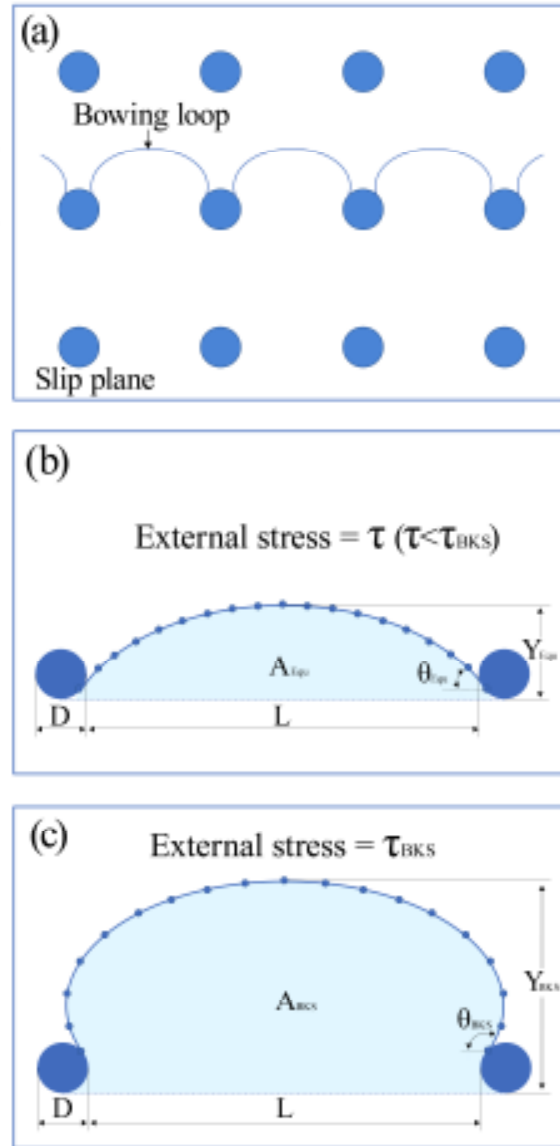 (a)
Bowing loop
Slip plane
(b)
External stress = τ (τ<τBKS)
AEqu
θEqu
YEqu
D
L
(c)
External stress = τBKS
ABKS
θBKS
YBKS
D
L